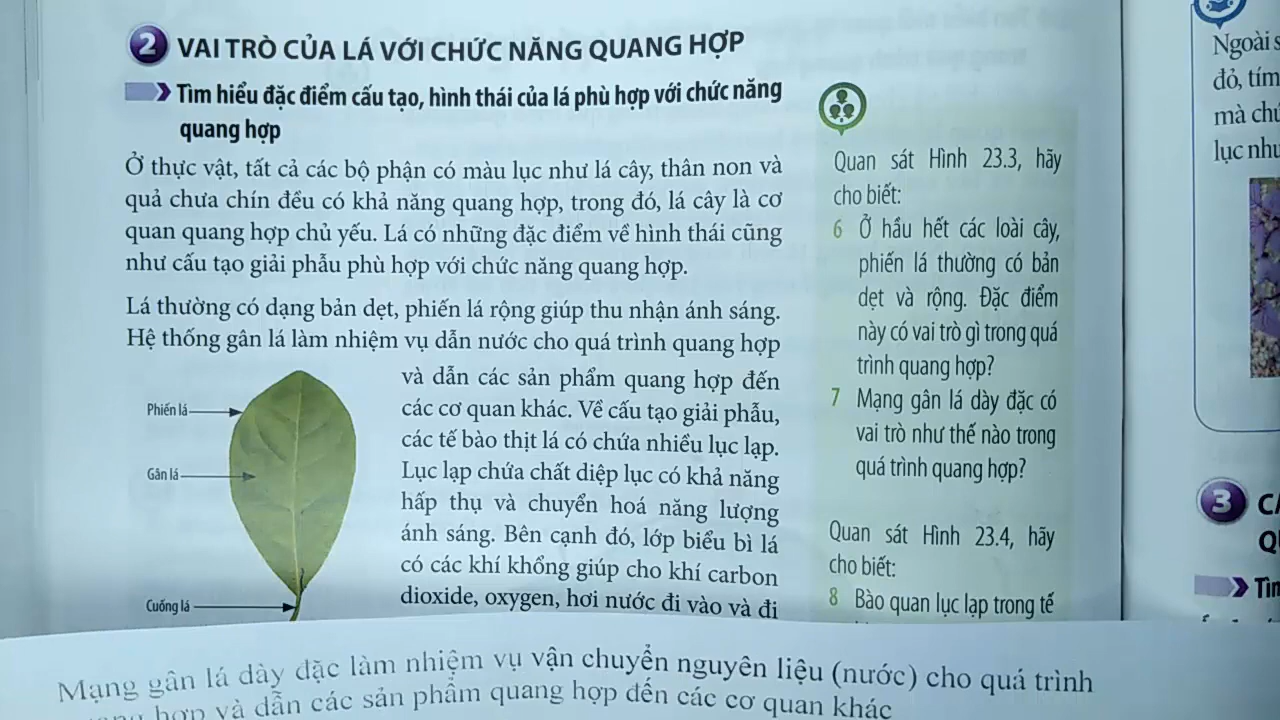 2 VAI TRÒ CỦA LÁ VỚI CHỨC NĂNG QUANG HỢP
Tìm hiểu đặc điểm cấu tạo, hình thái của lá phù hợp với chức năng
quang hợp
Ở thực vật, tất cả các bộ phận có màu lục như lá cây, thân non và
quả chưa chín đều có khả năng quang hợp, trong đó, lá cây là cơ
quan quang hợp chủ yếu. Lá có những đặc điểm về hình thái cũng
như cấu tạo giải phẫu phù hợp với chức năng quang hợp.
Lá thường có dạng bản dẹt, phiến lá rộng giúp thu nhận ánh sáng.
Hệ thống gân lá làm nhiệm vụ dẫn nước cho quá trình quang hợp
và dẫn các sản phẩm quang hợp đến
các cơ quan khác. Về cấu tạo giải phẫu,
các tế bào thịt lá có chứa nhiều lục lạp.
Lục lạp chứa chất diệp lục có khả năng
hấp thụ và chuyển hoá năng lượng
ánh sáng. Bên cạnh đó, lớp biểu bì lá
có các khí khổng giúp cho khí carbon
dioxide, oxygen, hơi nước đi vào và đi
Phiến lá
Gân lá
Cuống lá
Quan sát Hình 23.3, hãy
cho biết:
6 Ở hầu hết các loài cây,
phiến lá thường có bản
dẹt và rộng. Đặc điểm
này có vai trò gì trong quá
trình quang hợp?
7 Mạng gân lá dày đặc có
vai trò như thế nào trong
quá trình quang hợp?
Quan sát Hình 23.4, hãy
cho biết:
8 Bào quan lục lạp trong tế
Ngoài
đỏ, tím
mà
lục
3
Mạng gân lá dày đặc làm nhiệm vụ vận chuyển nguyên liệu (nước) cho quá trình
hợp và dẫn các sản phẩm quang hợp đến các cơ quan khác